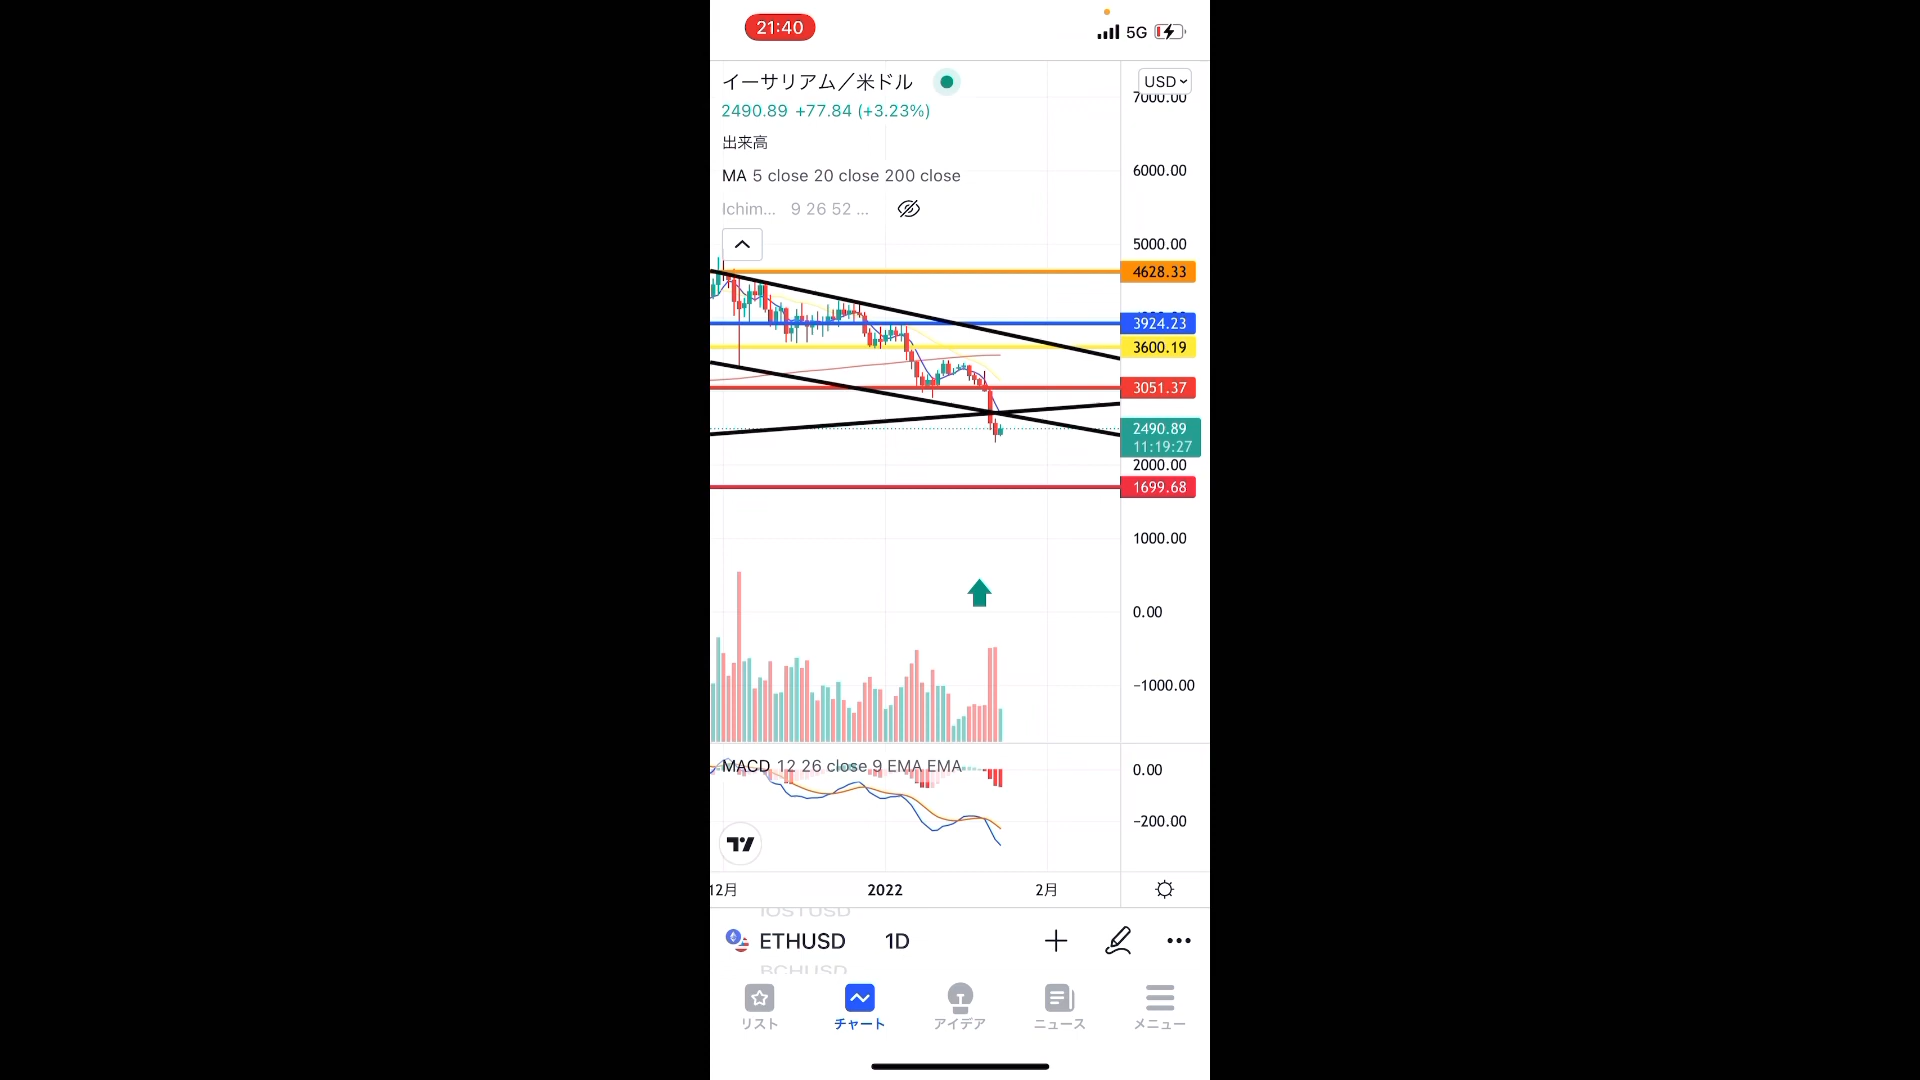 21:40
5G
イーサリアム／米ドル
USD
7000.00
2490.89 +77.84 (+3.23%)
出来高
6000.00
MA 5 close 20 close 200 close
Ichim... 9 26 52 ...
5000.00
4628.33
3924.23
3600.19
3051.37
2490.89
11:19:27
2000.00
1699.68
1000.00
0.00
−1000.00
MACD 12 26 close 9 EMA EMA
0.00
−200.00
12月 2022 2月
IOSTUSD
ETHUSD 1D
BCHUSD
リスト チャート アイデア ニュース メニュー